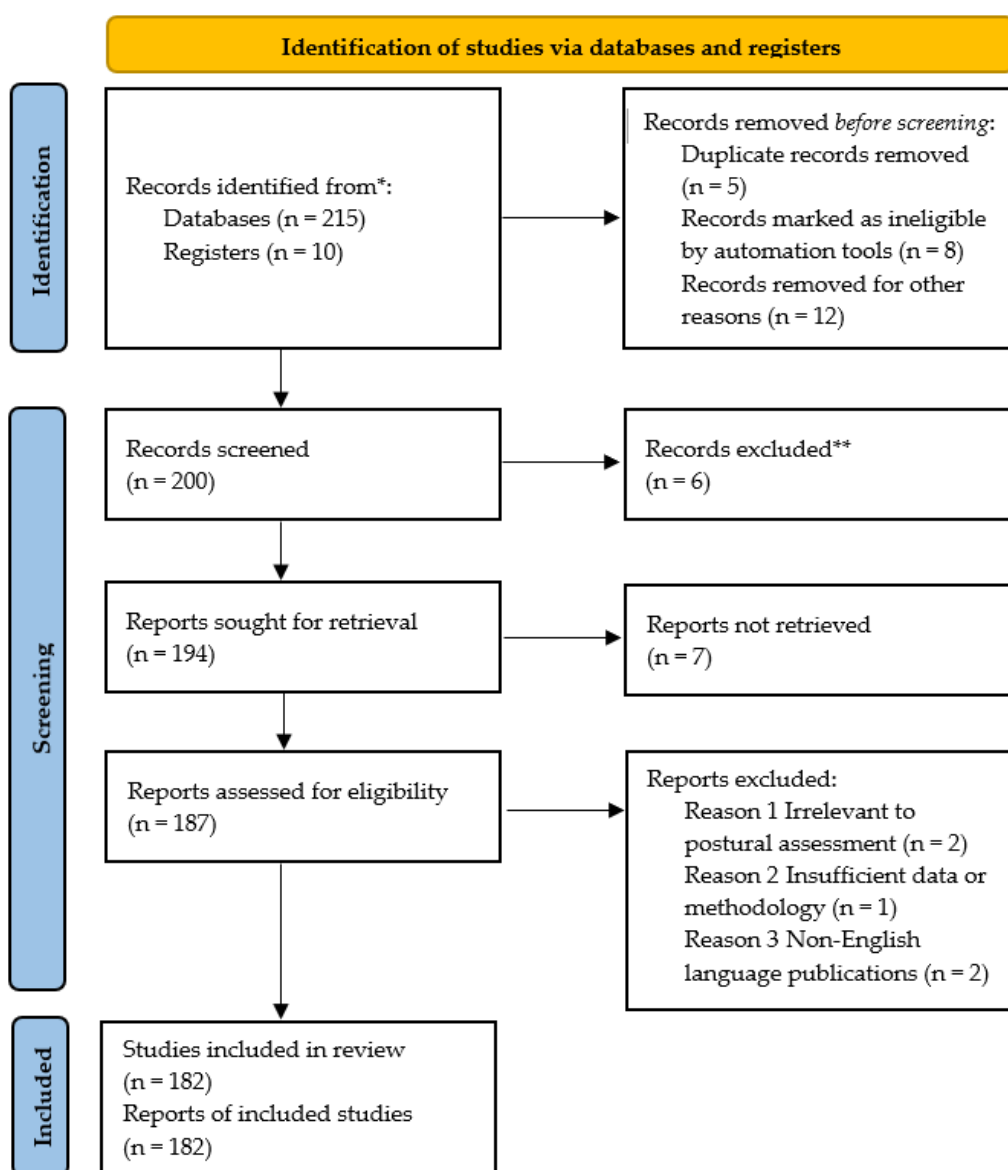 Identification of studies via databases and registers
Identification
Records identified from*:
Databases (n = 215)
Registers (n = 10)
Records removed before screening:
Duplicate records removed
(n = 5)
Records marked as ineligible
by automation tools (n = 8)
Records removed for other
reasons (n = 12)
Screening
Records screened
(n = 200)
Records excluded**
(n = 6)
Reports sought for retrieval
(n = 194)
Reports not retrieved
(n = 7)
Reports assessed for eligibility
(n = 187)
Reports excluded:
Reason 1 Irrelevant to
postural assessment (n = 2)
Reason 2 Insufficient data or
methodology (n = 1)
Reason 3 Non-English
language publications (n = 2)
Included
Studies included in review
(n = 182)
Reports of included studies
(n = 182)